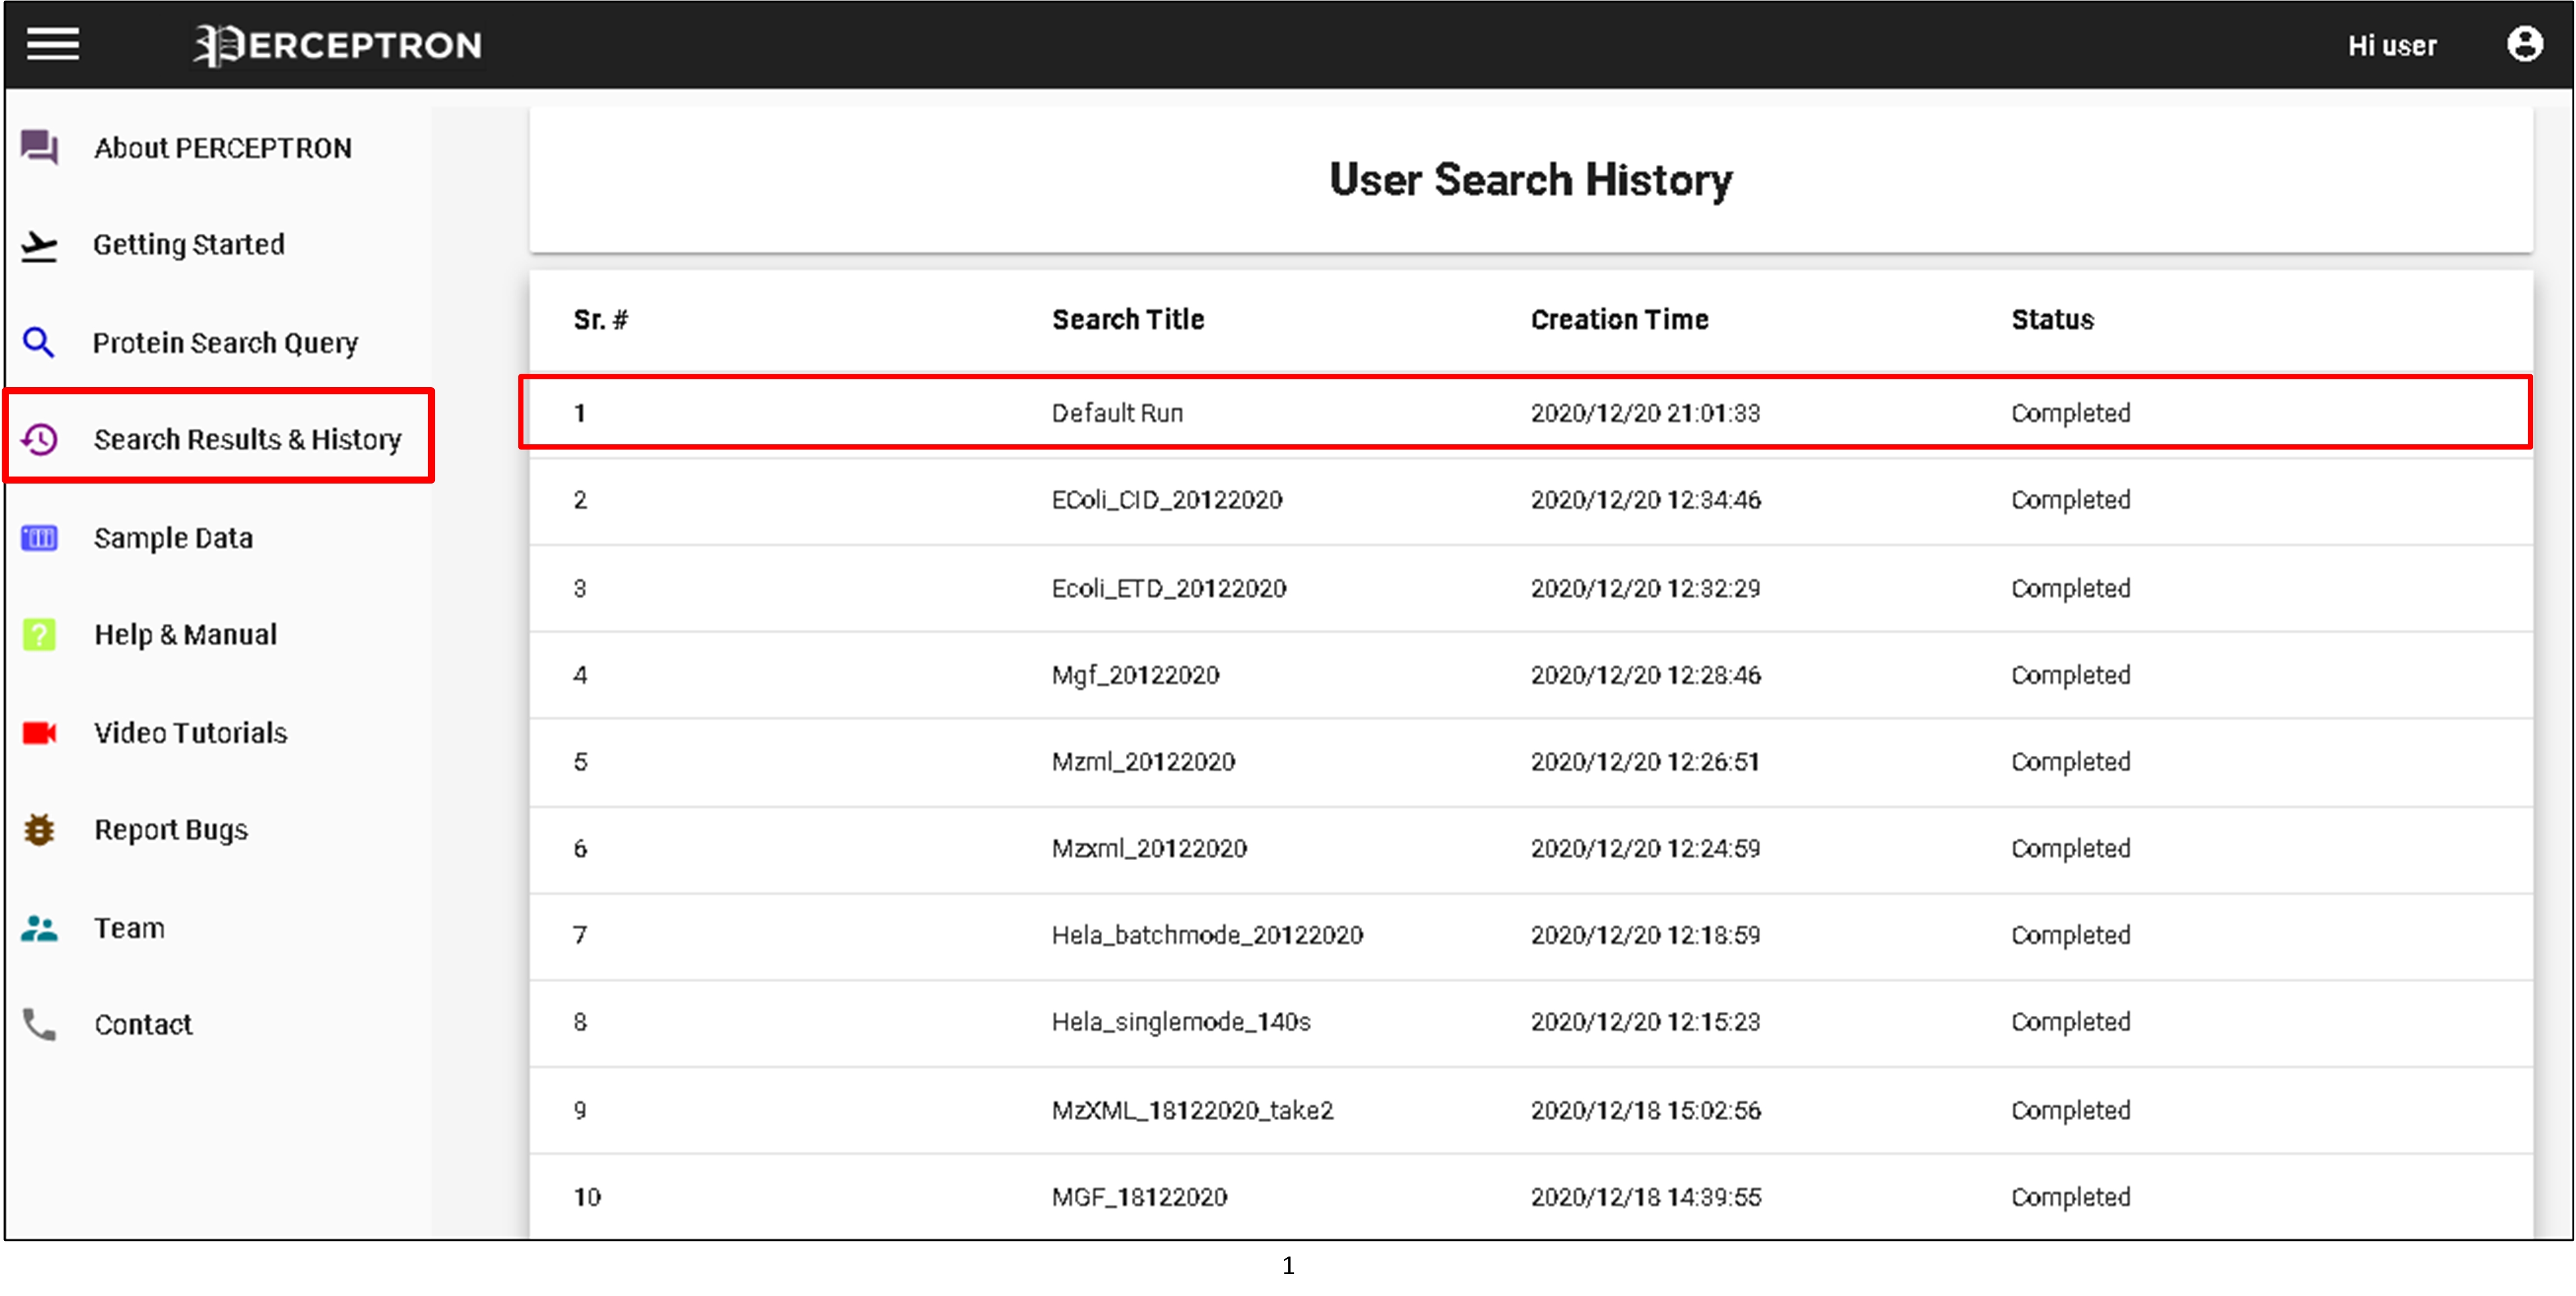 PERCEPTRON
Hi user
About PERCEPTRON
Getting Started
Protein Search Query
Search Results & History
Sample Data
Help & Manual
Video Tutorials
Report Bugs
Team
Contact
User Search History
Sr. # Search Title Creation Time Status
1 Default Run 2020/12/20 21:01:33 Completed
2 EColi_CID_20122020 2020/12/20 12:34:46 Completed
3 Ecoli_ETD_20122020 2020/12/20 12:32:29 Completed
4 Mgf_20122020 2020/12/20 12:28:46 Completed
5 Mzml_20122020 2020/12/20 12:26:51 Completed
6 Mzxml_20122020 2020/12/20 12:24:59 Completed
7 Hela_batchmode_20122020 2020/12/20 12:18:59 Completed
8 Hela_singlemode_140s 2020/12/20 12:15:23 Completed
9 MzXML_18122020_take2 2020/12/18 15:02:56 Completed
10 MGF_18122020 2020/12/18 14:39:55 Completed
1